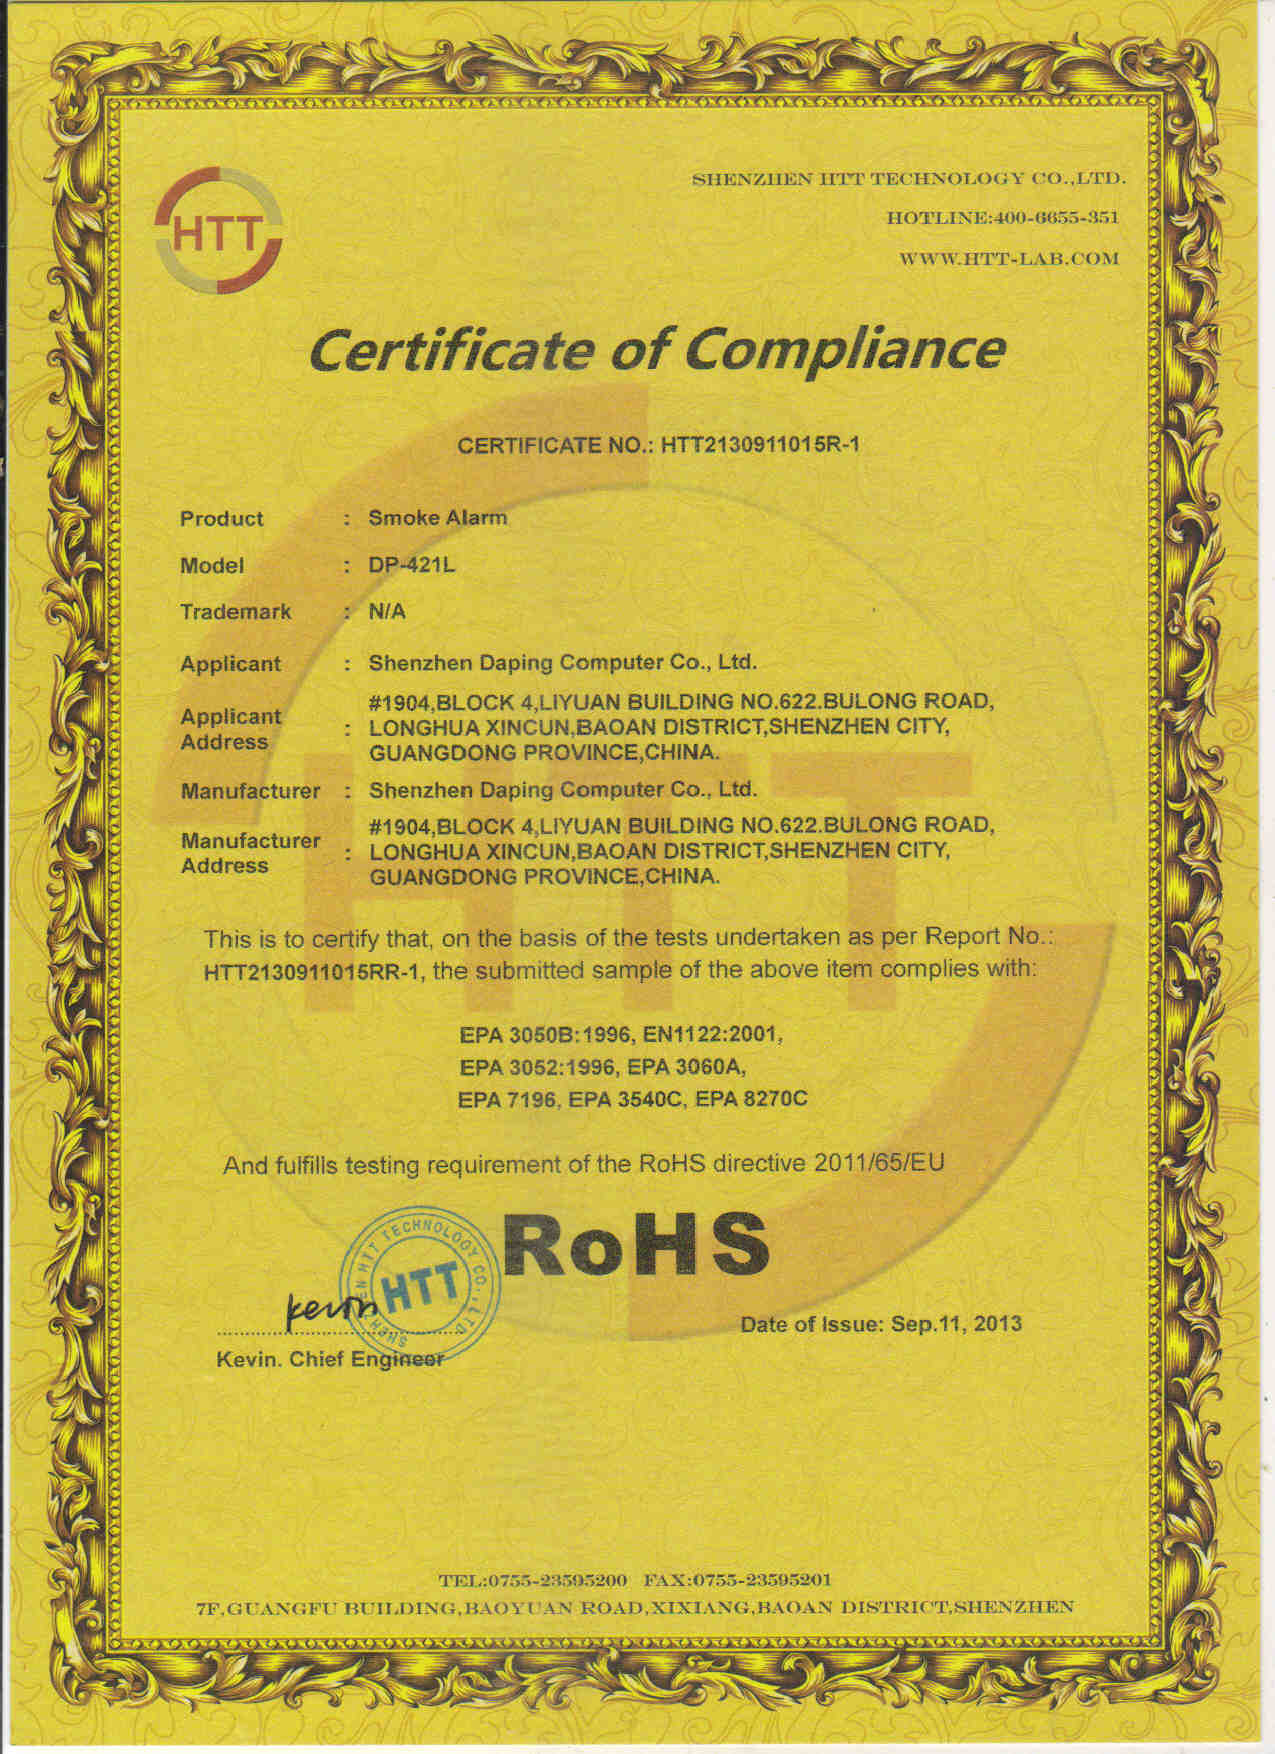 HTT
SHENZHEN HTT TECHNOLOGY CO.,LTD.
HOTLINE:400-6655-351
WWW.HTT-LAB.COM
Certificate of Compliance
CERTIFICATE NO.: HTT2130911015R-1
Product : Smoke Alarm
Model : DP-421L
Trademark : N/A
Applicant : Shenzhen Daping Computer Co., Ltd.
Applicant Address : #1904,BLOCK 4,LIYUAN BUILDING NO.622.BULONG ROAD,
LONGHUA XINCUN,BAOAN DISTRICT,SHENZHEN CITY,
GUANGDONG PROVINCE,CHINA.
Manufacturer : Shenzhen Daping Computer Co., Ltd.
Manufacturer Address : #1904,BLOCK 4,LIYUAN BUILDING NO.622.BULONG ROAD,
LONGHUA XINCUN,BAOAN DISTRICT,SHENZHEN CITY,
GUANGDONG PROVINCE,CHINA.
This is to certify that, on the basis of the tests undertaken as per Report No.:
HTT2130911015RR-1, the submitted sample of the above item complies with:
EPA 3050B:1996, EN1122:2001,
EPA 3052:1996, EPA 3060A,
EPA 7196, EPA 3540C, EPA 8270C
And fulfills testing requirement of the RoHS directive 2011/65/EU
RoHS
SHENZHEN HTT TECHNOLOGY CO., LTD
HTT
Kevin
Kevin. Chief Engineer
Date of Issue: Sep.11, 2013
TEL:0755-23595200 FAX:0755-23595201
7F,GUANGFU BUILDING,BAOYUAN ROAD,XIXIANG,BAOAN DISTRICT,SHENZHEN